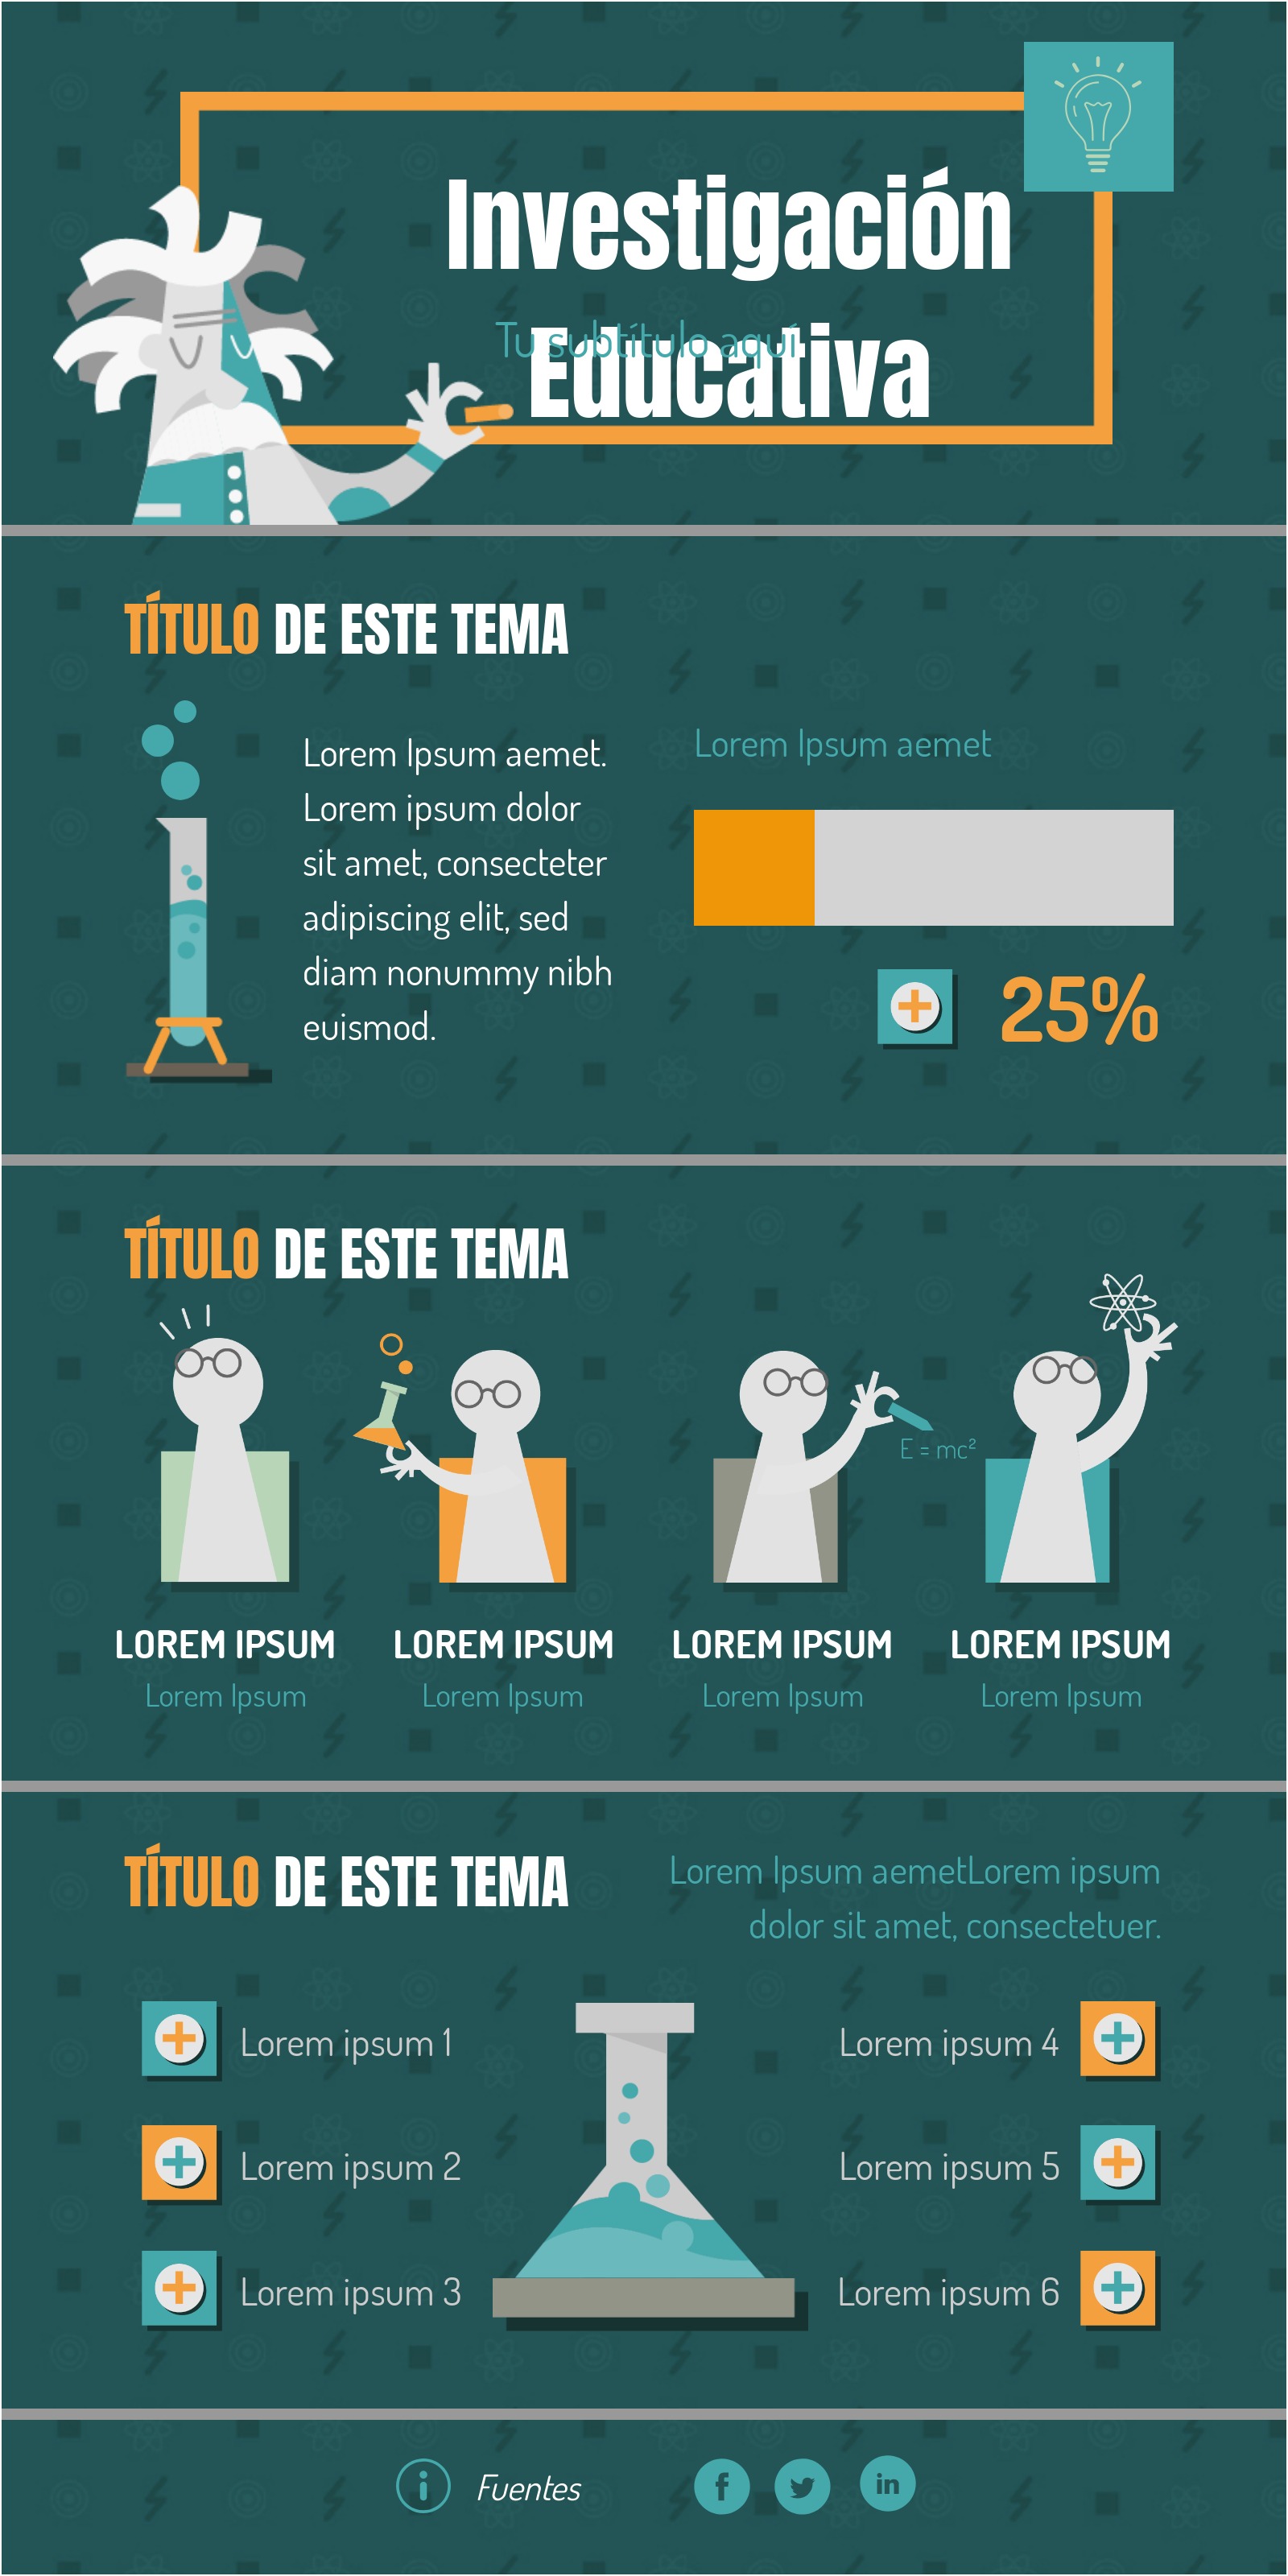 Investigación
Educativa
Tu subtítulo aquí
TÍTULO DE ESTE TEMA
Lorem Ipsum aemet.
Lorem ipsum dolor
sit amet, consecteter
adipiscing elit, sed
diam nonummy nibh
euismod.
Lorem Ipsum aemet
25%
TÍTULO DE ESTE TEMA
E = mc²
LOREM IPSUM
Lorem Ipsum
LOREM IPSUM
Lorem Ipsum
LOREM IPSUM
Lorem Ipsum
LOREM IPSUM
Lorem Ipsum
TÍTULO DE ESTE TEMA
Lorem Ipsum aemetLorem ipsum
dolor sit amet, consectetuer.
Lorem ipsum 1
Lorem ipsum 2
Lorem ipsum 3
Lorem ipsum 4
Lorem ipsum 5
Lorem ipsum 6
Fuentes